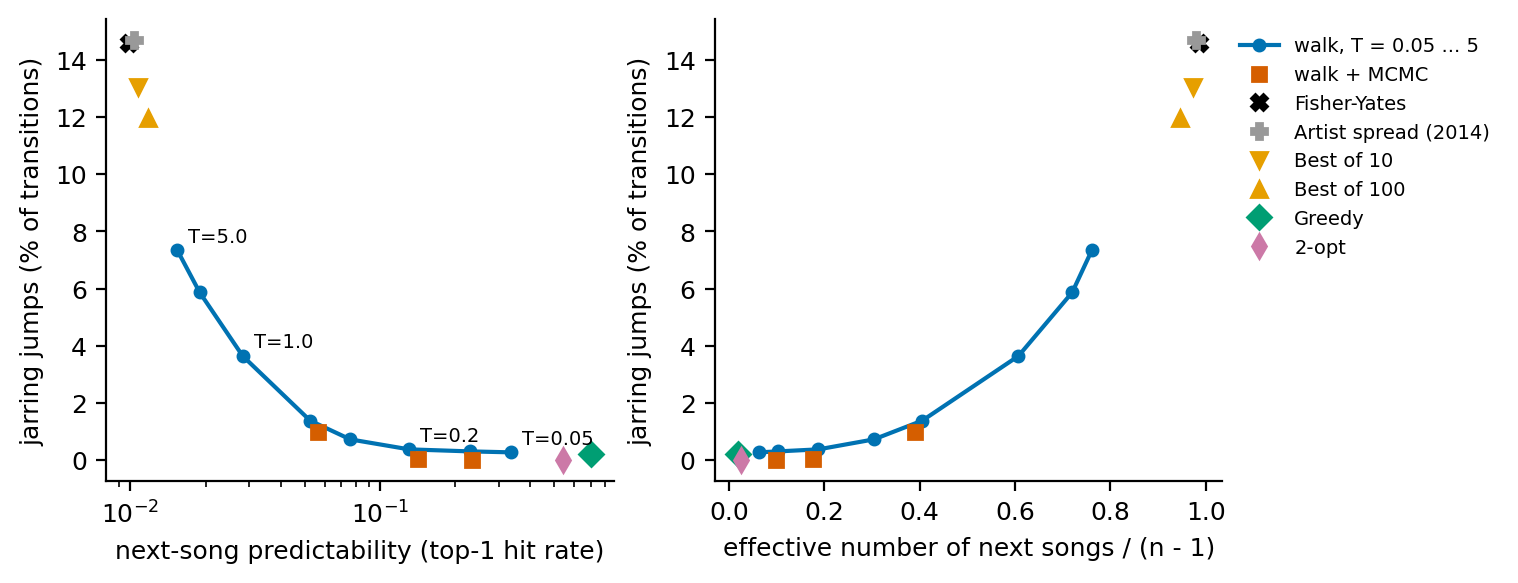 jarring jumps (% of transitions)
14
12
10
8
6
4
2
0
T=5.0
T=1.0
T=0.2
T=0.05
10⁻²
10⁻¹
next-song predictability (top-1 hit rate)
jarring jumps (% of transitions)
14
12
10
8
6
4
2
0
0.0 0.2 0.4 0.6 0.8 1.0
effective number of next songs / (n - 1)
walk, T = 0.05 ... 5
walk + MCMC
Fisher-Yates
Artist spread (2014)
Best of 10
Best of 100
Greedy
2-opt